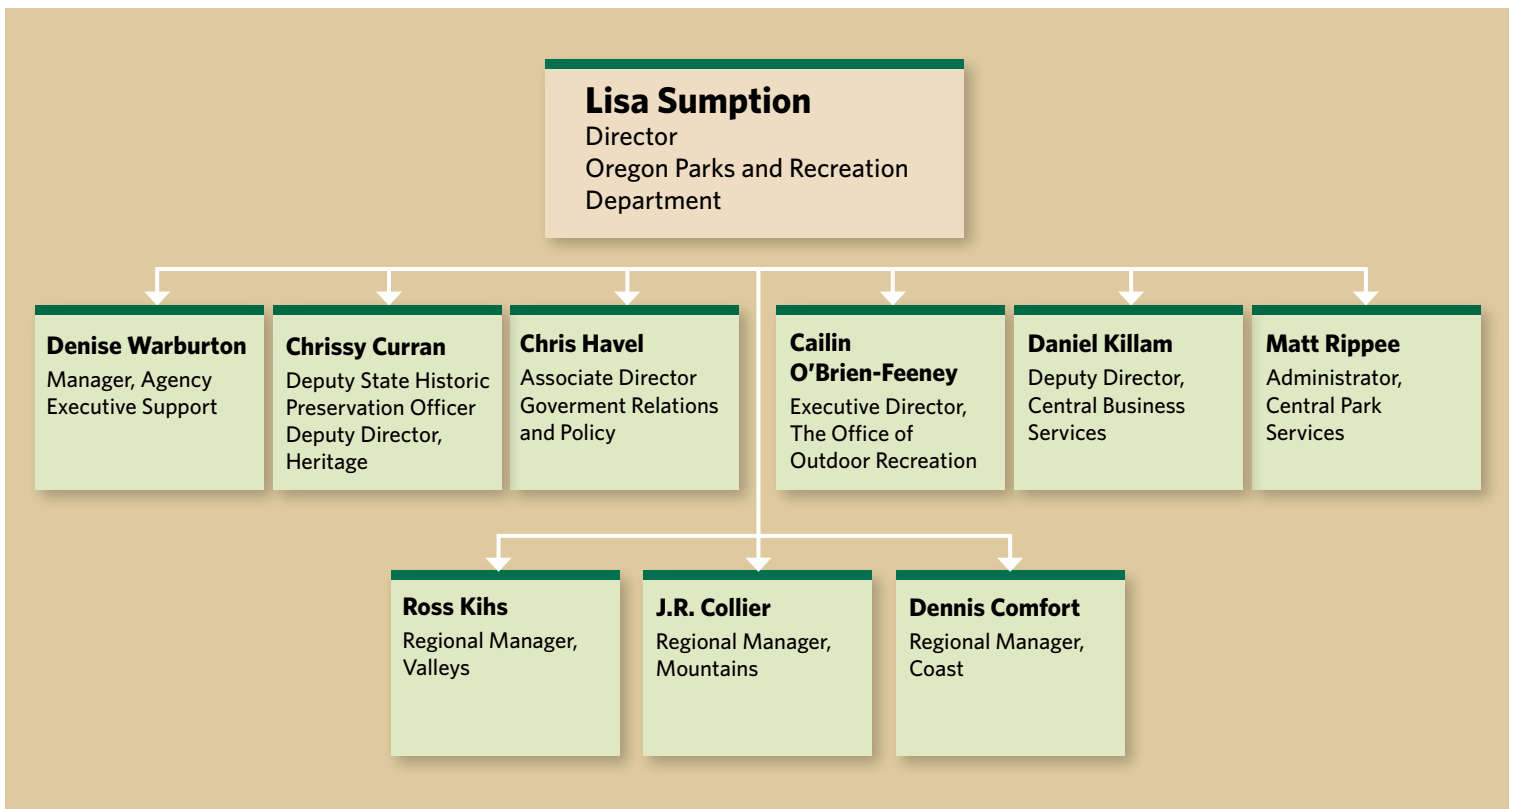 Lisa Sumption
Director
Oregon Parks and Recreation
Department
Denise Warburton
Manager, Agency
Executive Support
Chrissy Curran
Deputy State Historic
Preservation Officer
Deputy Director,
Heritage
Chris Havel
Associate Director
Goverment Relations
and Policy
Cailin
O’Brien-Feeney
Executive Director,
The Office of
Outdoor Recreation
Daniel Killam
Deputy Director,
Central Business
Services
Matt Rippee
Administrator,
Central Park
Services
Ross Kihs
Regional Manager,
Valleys
J.R. Collier
Regional Manager,
Mountains
Dennis Comfort
Regional Manager,
Coast